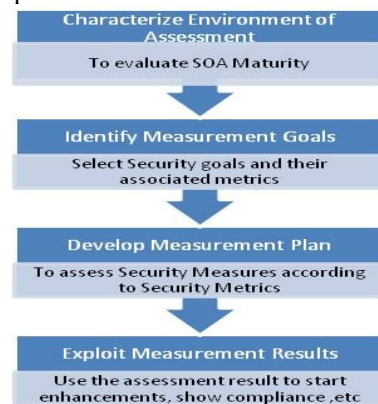 Characterize Environment of
Assessment
To evaluate SOA Maturity
Identify Measurement Goals
Select Security goals and their
associated metrics
Develop Measurement Plan
To assess Security Measures according
to Security Metrics
Exploit Measurement Results
Use the assessment result to start
enhancements, show compliance ,etc